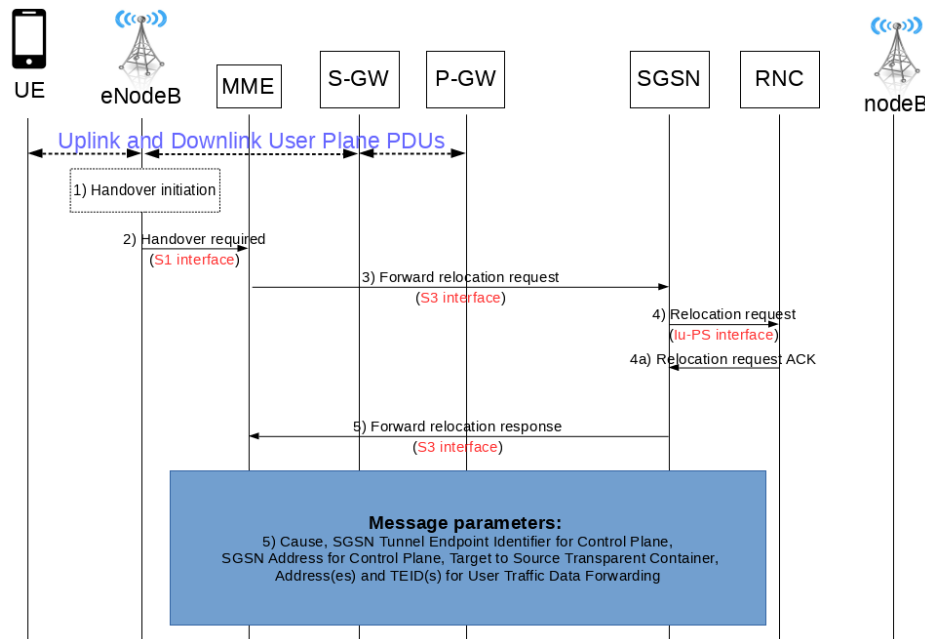 UE
eNodeB
MME
S-GW
P-GW
SGSN
RNC
nodeB
Uplink and Downlink User Plane PDUs
1) Handover initiation
2) Handover required
(S1 interface)
3) Forward relocation request
(S3 interface)
4) Relocation request
(Iu-PS interface)
4a) Relocation request ACK
5) Forward relocation response
(S3 interface)
Message parameters:
5) Cause, SGSN Tunnel Endpoint Identifier for Control Plane,
SGSN Address for Control Plane, Target to Source Transparent Container,
Address(es) and TEID(s) for User Traffic Data Forwarding